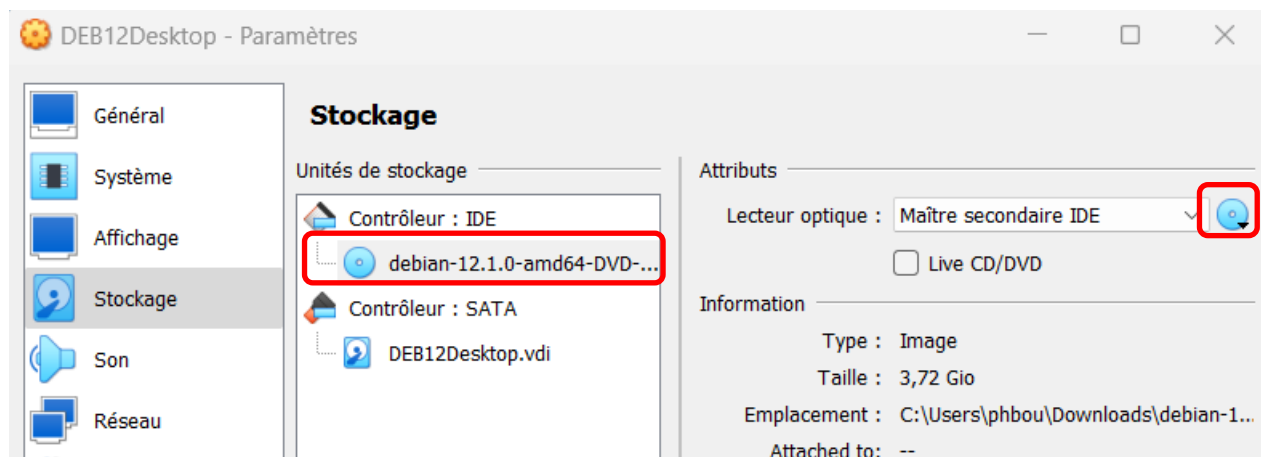 DEB12Desktop - Paramètres
Général
Système
Affichage
Stockage
Son
Réseau
Stockage
Unités de stockage
Contrôleur : IDE
debian-12.1.0-amd64-DVD-...
Contrôleur : SATA
DEB12Desktop.vdi
Attributs
Lecteur optique : Maître secondaire IDE
Live CD/DVD
Information
Type : Image
Taille : 3,72 Gio
Emplacement : C:\Users\phbou\Downloads\debian-1...
Attached to: --